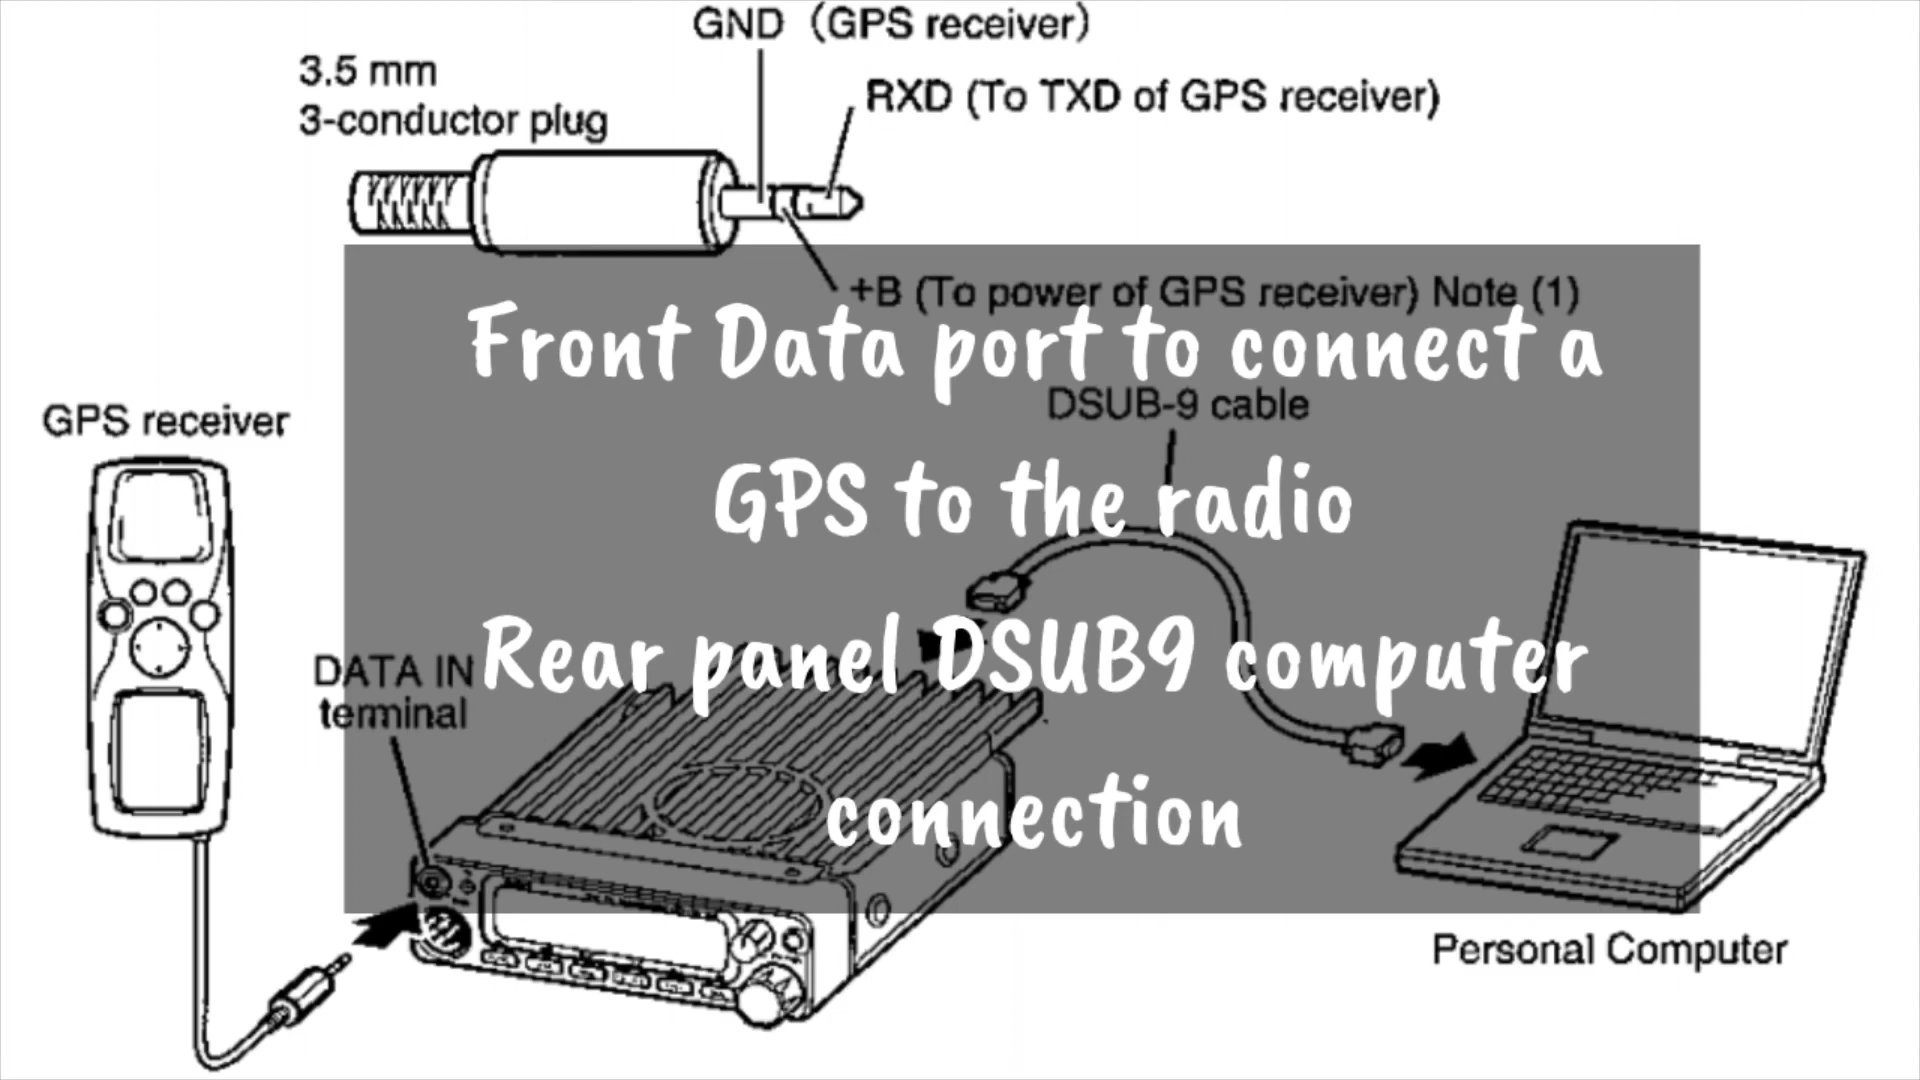 GND (GPS receiver)
3.5 mm
3-conductor plug
RXD (To TXD of GPS receiver)
+B (To power of GPS receiver) Note (1)
Front Data port to connect a
DSUB-9 cable
GPS receiver
GPS to the radio
DATA IN
terminal
Rear panel DSUB9 computer
connection
Personal Computer